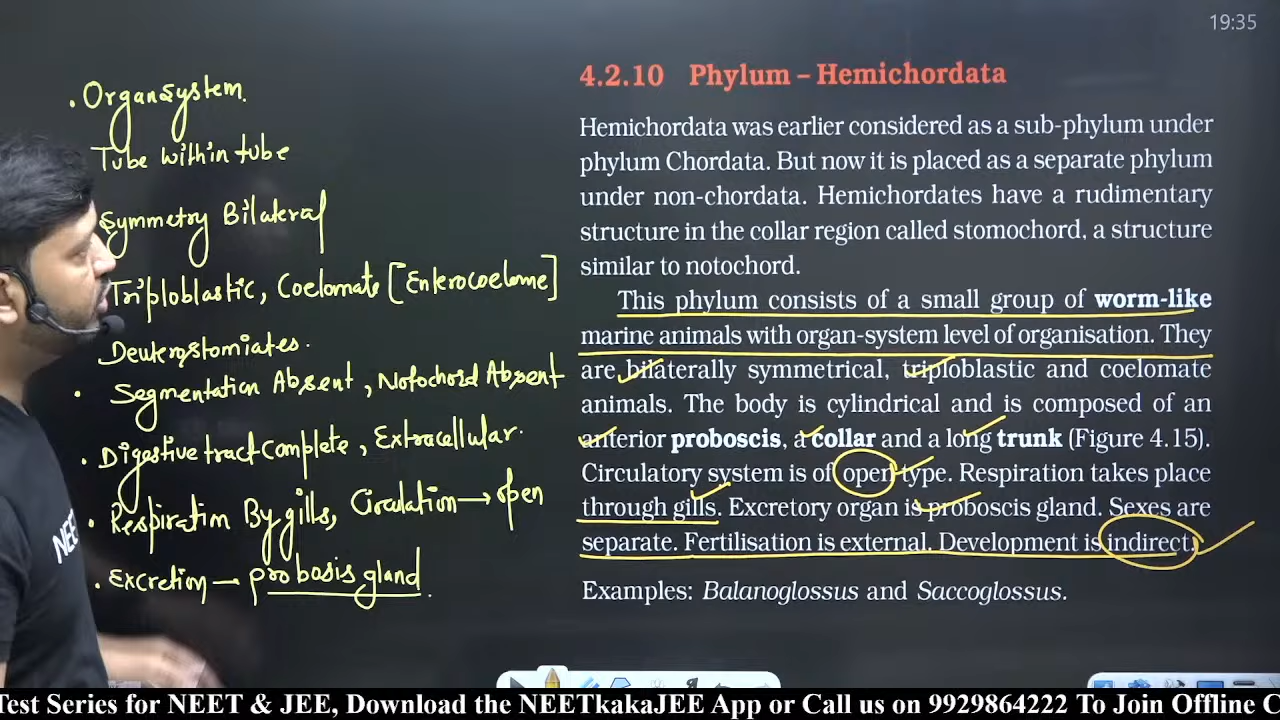 19:35
4.2.10 Phylum – Hemichordata
Hemichordata was earlier considered as a sub-phylum under
phylum Chordata. But now it is placed as a separate phylum
under non-chordata. Hemichordates have a rudimentary
structure in the collar region called stomochord, a structure
similar to notochord.
This phylum consists of a small group of worm-like
marine animals with organ-system level of organisation. They
are bilaterally symmetrical, triploblastic and coelomate
animals. The body is cylindrical and is composed of an
anterior proboscis, a collar and a long trunk (Figure 4.15).
Circulatory system is of open type. Respiration takes place
through gills. Excretory organ is proboscis gland. Sexes are
separate. Fertilisation is external. Development is indirect.
Examples: Balanoglossus and Saccoglossus.
• Organsystem
Tube within tube
Symmetry Bilateral
Triploblastic, Coelomate [Enterocoelome]
Deuterostomiates.
• Segmentation Absent, Notochord Absent
• Digestive tract complete, Extracellular.
• Respiration By gills, Circulation → open
• Excretion – probosis gland.
NEE
Test Series for NEET & JEE, Download the NEETkakaJEE App or Call us on 9929864222 To Join Offline C